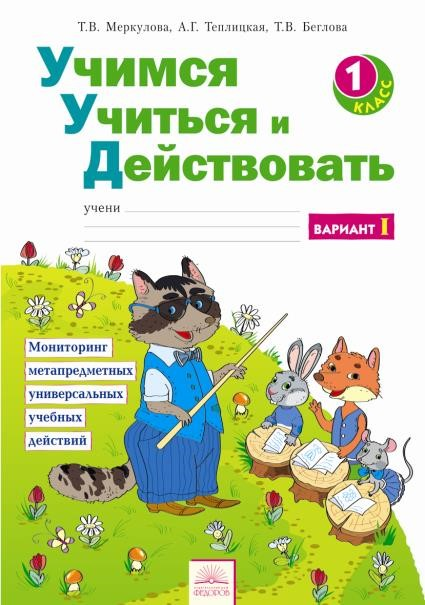 Т.В. Меркулова, А.Г. Теплицкая, Т.В. Беглова
Учимся
Учиться и
Действовать
1
КЛАСС
учени
ВАРИАНТ I
Мониторинг
метапредметных
универсальных
учебных
действий
ФЕДОРОВ